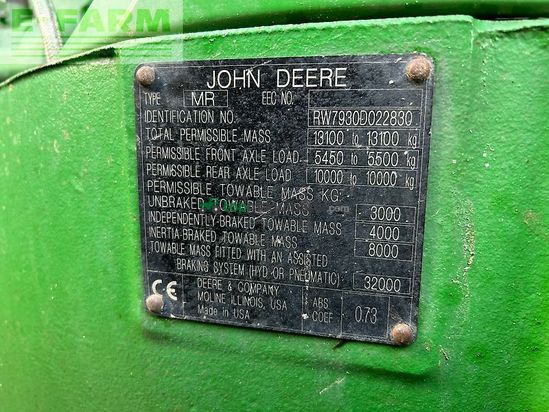 E-FARM
JOHN DEERE
TYPE MR EEC NO.
IDENTIFICATION NO. RW7930D022830
TOTAL PERMISSIBLE MASS 13100 to 13100 kg
PERMISSIBLE FRONT AXLE LOAD 5450 to 5500 kg
PERMISSIBLE REAR AXLE LOAD 10000 to 10000 kg
PERMISSIBLE TOWABLE MASS KG:
UNBRAKED TOWABLE MASS 3000
INDEPENDENTLY-BRAKED TOWABLE MASS 4000
INERTIA-BRAKED TOWABLE MASS 8000
TOWABLE MASS FITTED WITH AN ASSISTED
BRAKING SYSTEM (HYD OR PNEUMATIC) 32000
CE
DEERE & COMPANY
MOLINE ILLINOIS, USA
Made in USA
ABS
COEF 0.73